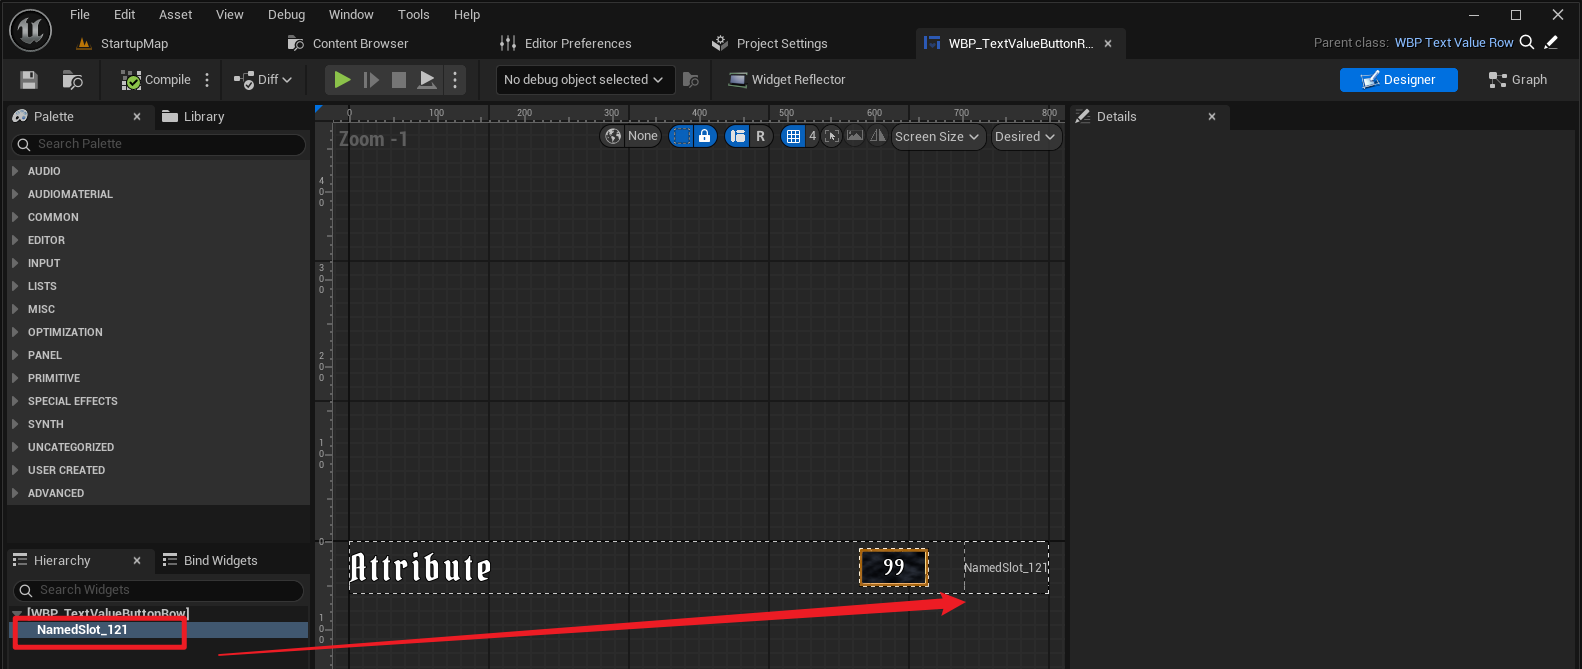 File Edit Asset View Debug Window Tools Help
StartupMap Content Browser Editor Preferences Project Settings WBP_TextValueButtonR... Parent class: WBP Text Value Row
Compile Diff No debug object selected Widget Reflector Designer Graph
Palette Library Details
Search Palette
0 100 200 300 400 500 600 700 800
Zoom -1 None R 4 Screen Size Desired
AUDIO
AUDIOMATERIAL
COMMON
EDITOR
INPUT
LISTS
MISC
OPTIMIZATION
PANEL
PRIMITIVE
SPECIAL EFFECTS
SYNTH
UNCATEGORIZED
USER CREATED
ADVANCED
400
300
200
100
0
100
Attribute 99 NamedSlot_121
Hierarchy Bind Widgets
Search Widgets
[WBP_TextValueButtonRow]
NamedSlot_121